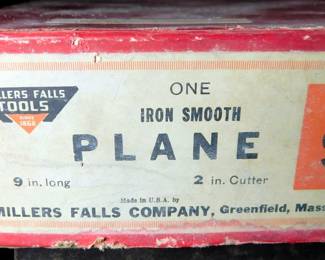 LLERS FALLS
TOOLS
SINCE 1868
ONE
IRON SMOOTH
PLANE
9 in. long
2 in. Cutter
Made in U.S.A. by
MILLERS FALLS COMPANY, Greenfield, Mass